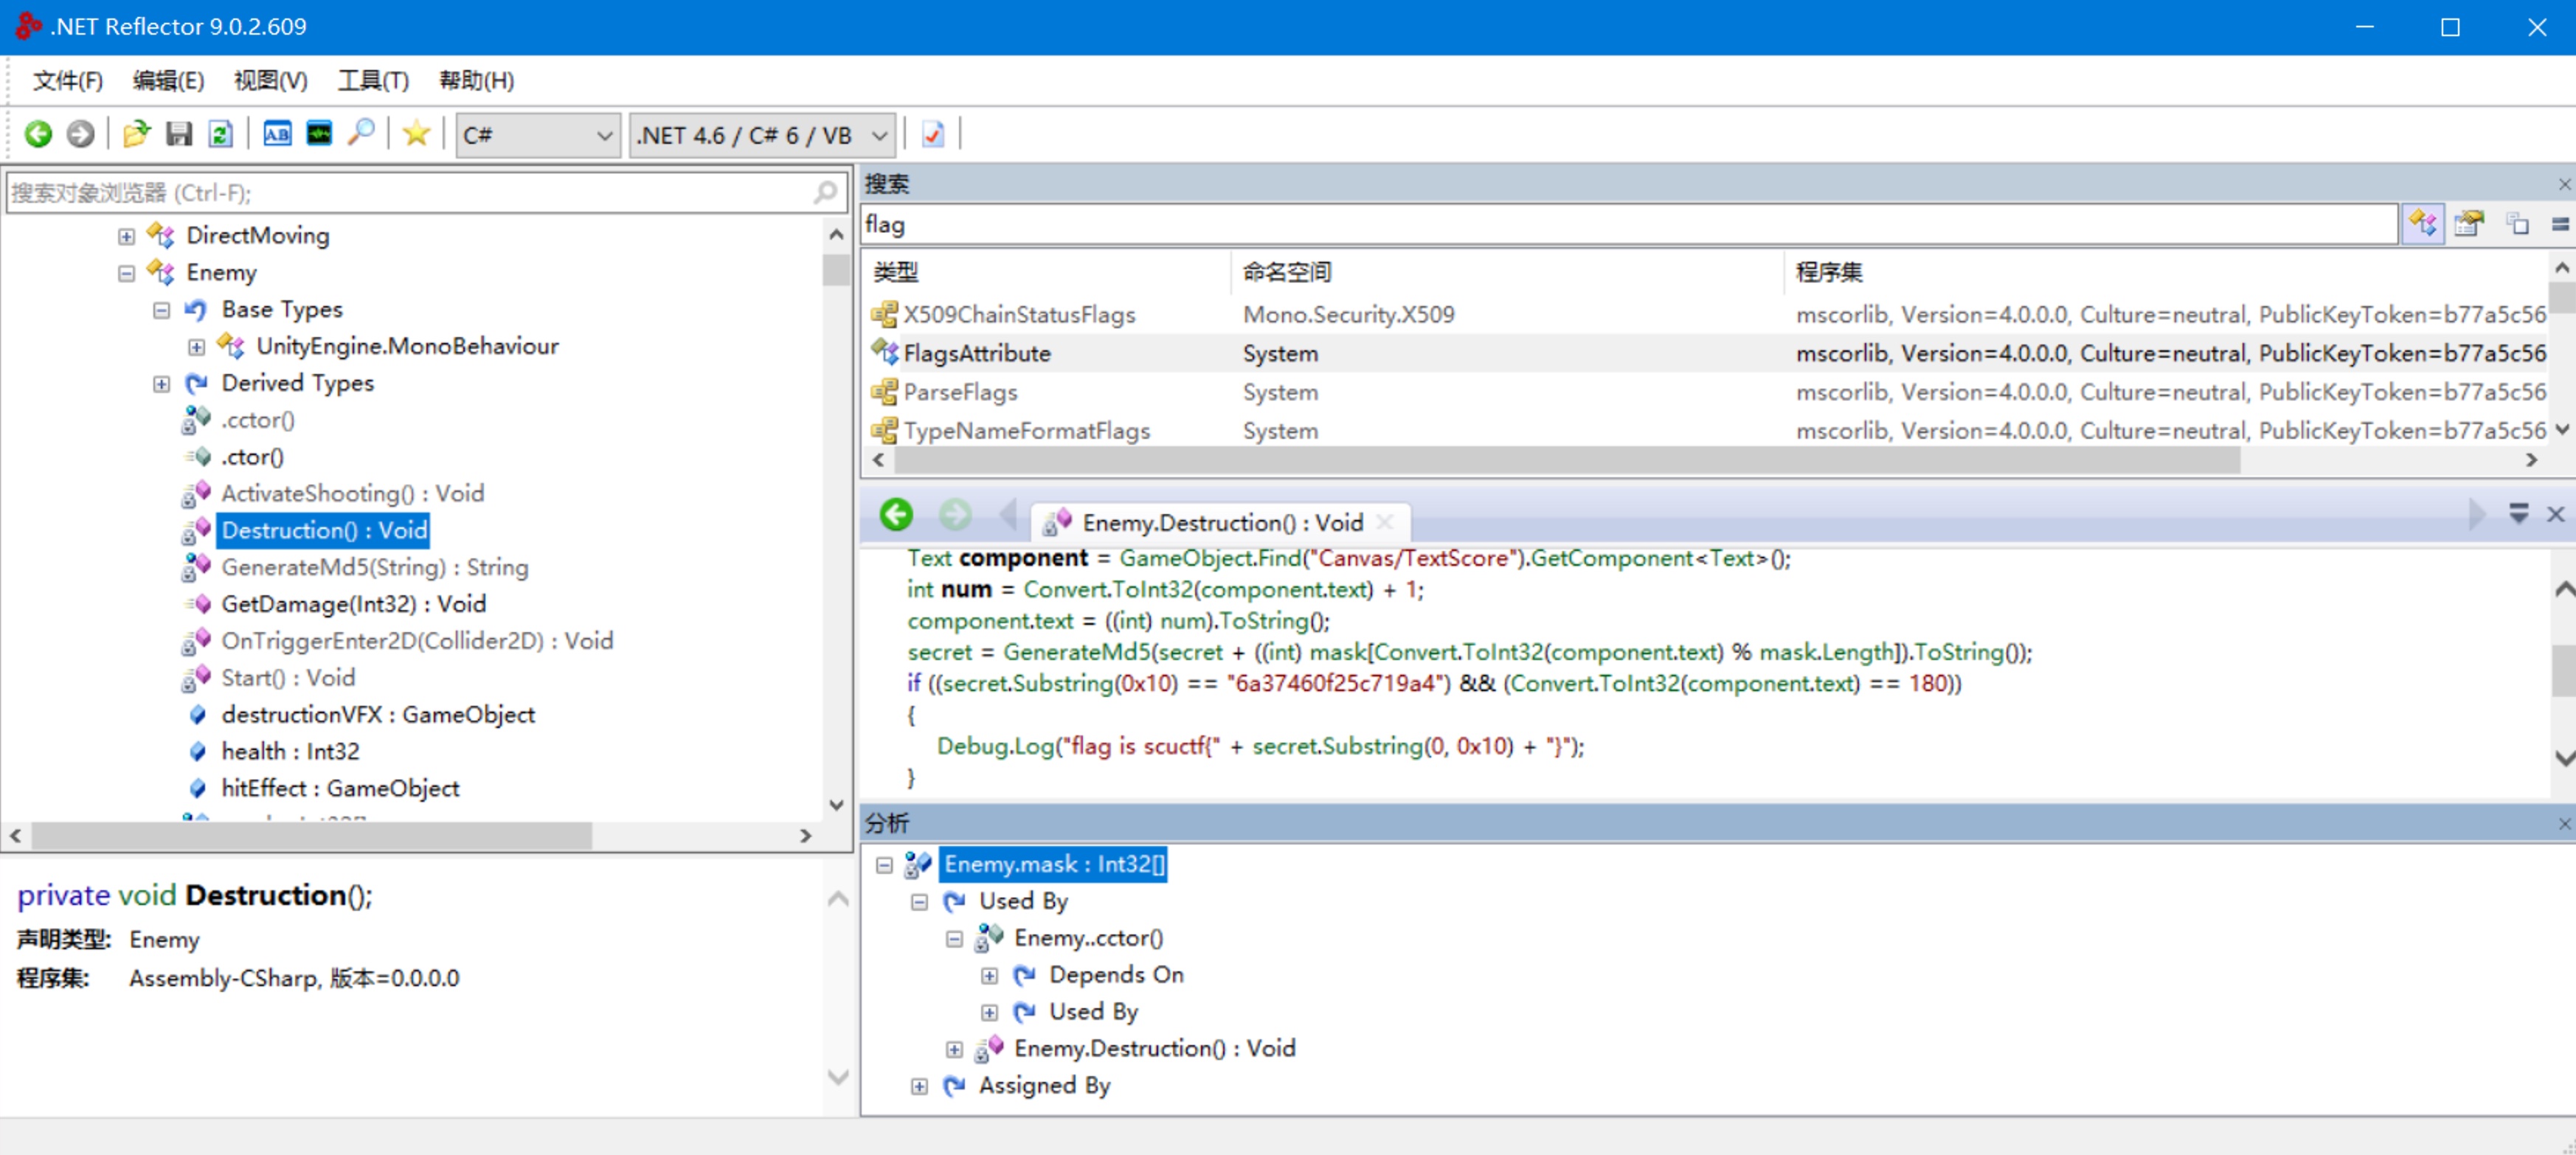 .NET Reflector 9.0.2.609
文件(F) 编辑(E) 视图(V) 工具(T) 帮助(H)
C# .NET 4.6 / C# 6 / VB
搜索对象浏览器 (Ctrl-F);
DirectMoving
Enemy
Base Types
UnityEngine.MonoBehaviour
Derived Types
.cctor()
.ctor()
ActivateShooting() : Void
Destruction() : Void
GenerateMd5(String) : String
GetDamage(Int32) : Void
OnTriggerEnter2D(Collider2D) : Void
Start() : Void
destructionVFX : GameObject
health : Int32
hitEffect : GameObject
private void Destruction();
声明类型: Enemy
程序集: Assembly-CSharp, 版本=0.0.0.0
搜索
flag
类型 命名空间 程序集
X509ChainStatusFlags Mono.Security.X509 mscorlib, Version=4.0.0.0, Culture=neutral, PublicKeyToken=b77a5c56
FlagsAttribute System mscorlib, Version=4.0.0.0, Culture=neutral, PublicKeyToken=b77a5c56
ParseFlags System mscorlib, Version=4.0.0.0, Culture=neutral, PublicKeyToken=b77a5c56
TypeNameFormatFlags System mscorlib, Version=4.0.0.0, Culture=neutral, PublicKeyToken=b77a5c56
Enemy.Destruction() : Void
Text component = GameObject.Find("Canvas/TextScore").GetComponent<Text>();
int num = Convert.ToInt32(component.text) + 1;
component.text = ((int) num).ToString();
secret = GenerateMd5(secret + ((int) mask[Convert.ToInt32(component.text) % mask.Length]).ToString());
if ((secret.Substring(0x10) == "6a37460f25c719a4") && (Convert.ToInt32(component.text) == 180))
{
Debug.Log("flag is scuctf{" + secret.Substring(0, 0x10) + "}");
}
分析
Enemy.mask : Int32[]
Used By
Enemy..cctor()
Depends On
Used By
Enemy.Destruction() : Void
Assigned By